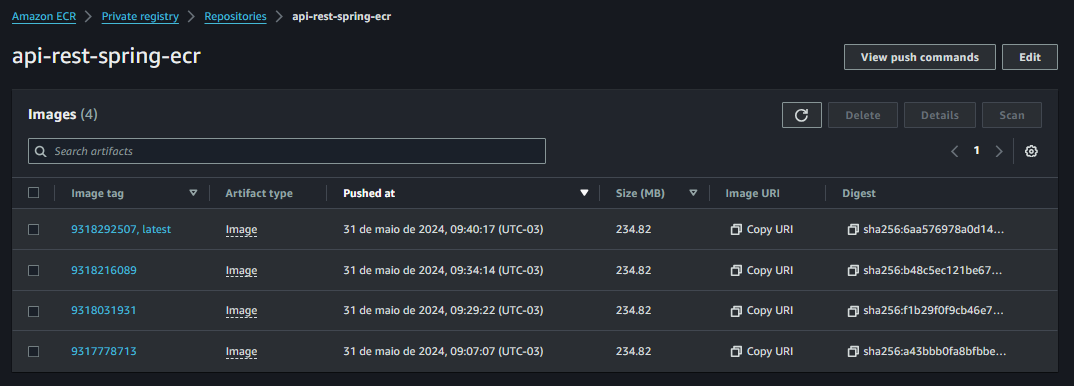 Amazon ECR > Private registry > Repositories > api-rest-spring-ecr
api-rest-spring-ecr
View push commands Edit
Images (4)
Delete Details Scan
Search artifacts
1
Image tag Artifact type Pushed at Size (MB) Image URI Digest
9318292507, latest Image 31 de maio de 2024, 09:40:17 (UTC-03) 234.82 Copy URI sha256:6aa576978a0d14...
9318216089 Image 31 de maio de 2024, 09:34:14 (UTC-03) 234.82 Copy URI sha256:b48c5ec121be67...
9318031931 Image 31 de maio de 2024, 09:29:22 (UTC-03) 234.82 Copy URI sha256:f1b29f0f9cb46e7...
9317778713 Image 31 de maio de 2024, 09:07:07 (UTC-03) 234.82 Copy URI sha256:a43bbb0fa8bfbbe...